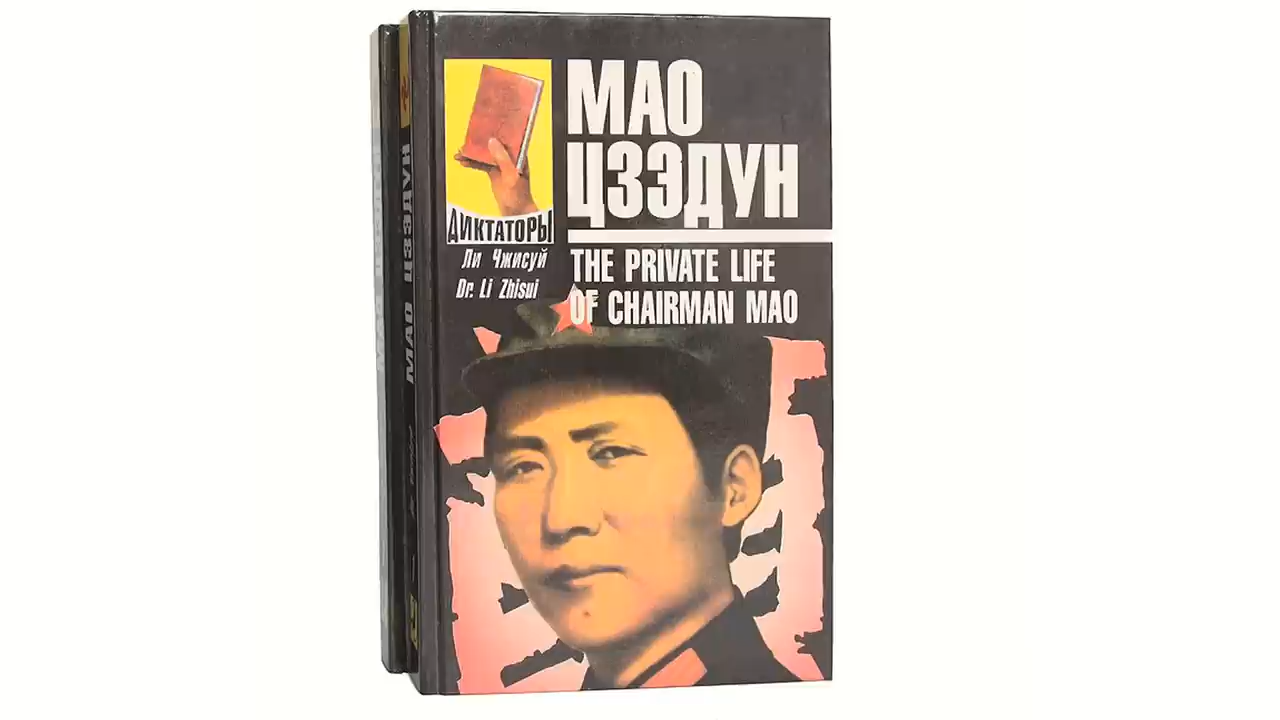 МАО
ЦЗЭДУН
ДИКТАТОРЫ
Ли Чжисуй
Dr. Li Zhisui
THE PRIVATE LIFE
OF CHAIRMAN MAO
МАО ЦЗЭДУН